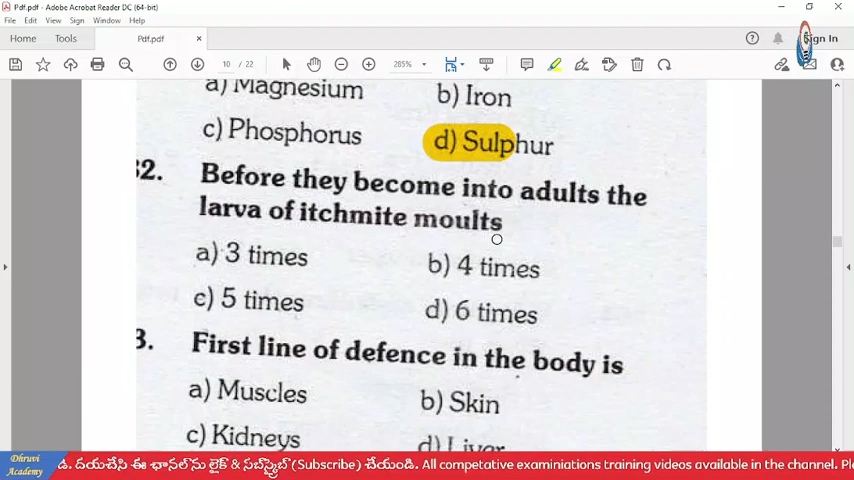 Pdf.pdf - Adobe Acrobat Reader DC (64-bit)
File Edit View Sign Window Help
Home Tools Pdf.pdf × Sign In
10 / 22 285%
a) Magnesium b) Iron
c) Phosphorus d) Sulphur
32. Before they become into adults the
larva of itchmite moults
a) 3 times b) 4 times
c) 5 times d) 6 times
3. First line of defence in the body is
a) Muscles b) Skin
c) Kidneys d) Liver
Dhruvi
Academy
డి. దయచేసి ఈ ఛానల్‌ను లైక్ & సబ్‌స్క్రైబ్ (Subscribe) చేయండి. All competative examiniations training videos available in the channel. Pl